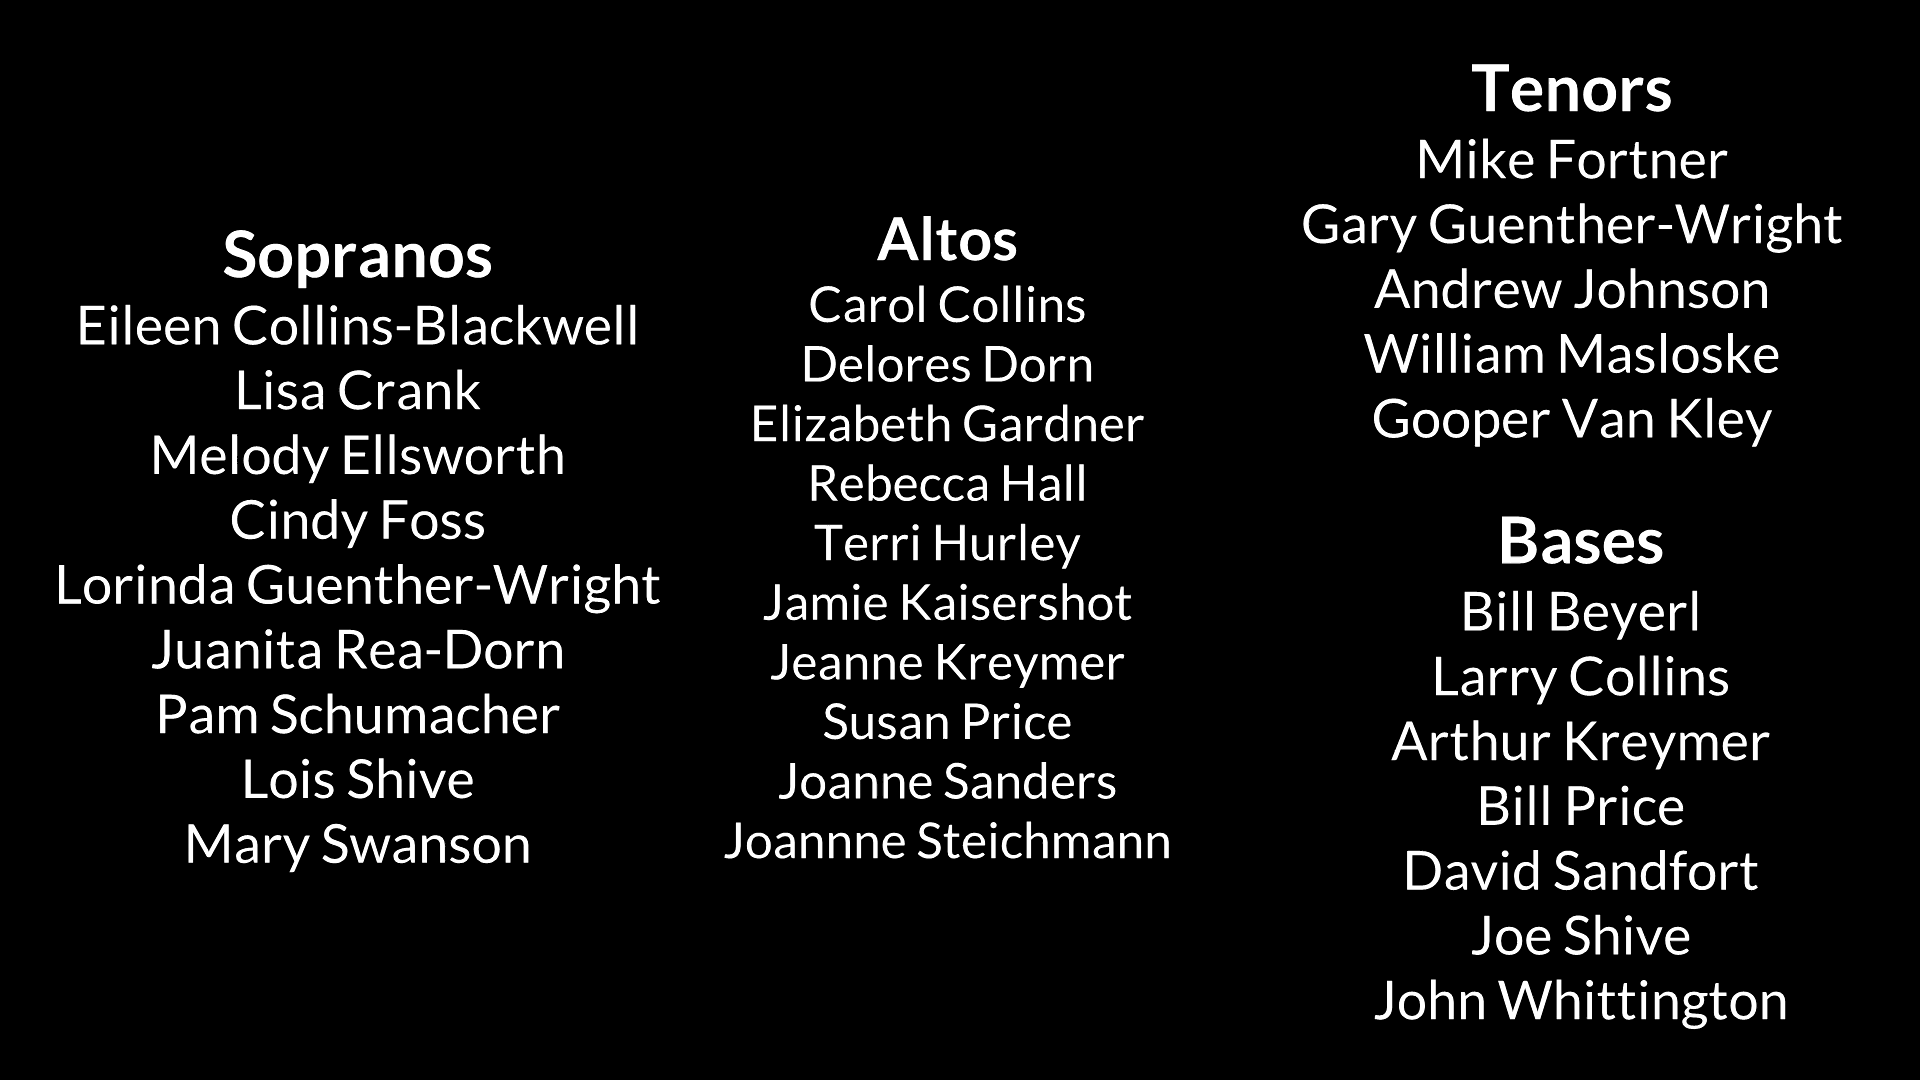 Sopranos
Eileen Collins-Blackwell
Lisa Crank
Melody Ellsworth
Cindy Foss
Lorinda Guenther-Wright
Juanita Rea-Dorn
Pam Schumacher
Lois Shive
Mary Swanson
Altos
Carol Collins
Delores Dorn
Elizabeth Gardner
Rebecca Hall
Terri Hurley
Jamie Kaisershot
Jeanne Kreymer
Susan Price
Joanne Sanders
Joannne Steichmann
Tenors
Mike Fortner
Gary Guenther-Wright
Andrew Johnson
William Masloske
Gooper Van Kley
Bases
Bill Beyerl
Larry Collins
Arthur Kreymer
Bill Price
David Sandfort
Joe Shive
John Whittington